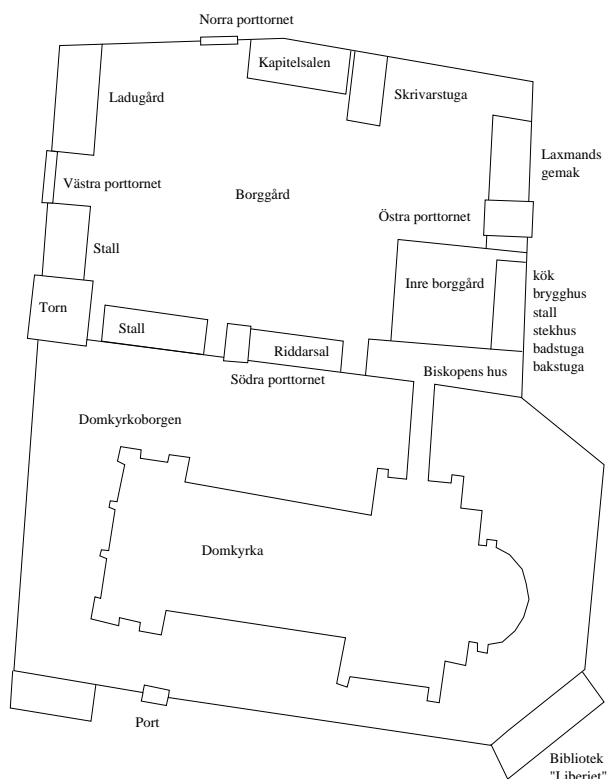 Norra porttornet
Kapitelsalen
Skrivarstuga
Ladugård
Laxmands
gemak
Västra porttornet
Borggård
Östra porttornet
Stall
Inre borggård
kök
brygghus
stall
stekhus
badstuga
bakstuga
Torn
Stall
Riddarsal
Biskopens hus
Södra porttornet
Domkyrkoborgen
Domkyrka
Port
Bibliotek
"Liberiet"